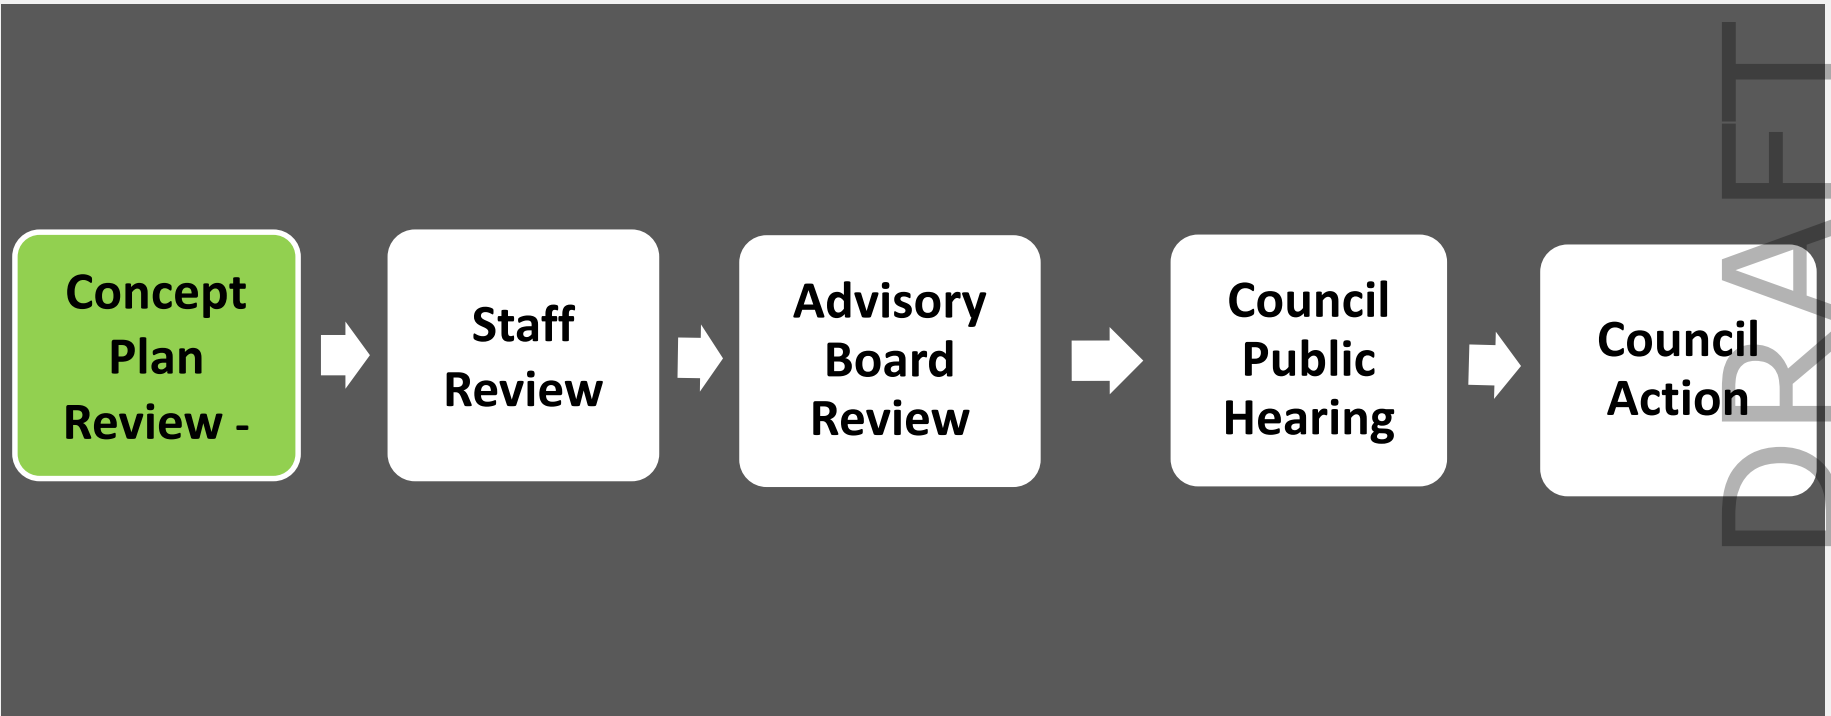 Concept
Plan
Review -
Staff
Review
Advisory
Board
Review
Council
Public
Hearing
Council
Action
DRAFT